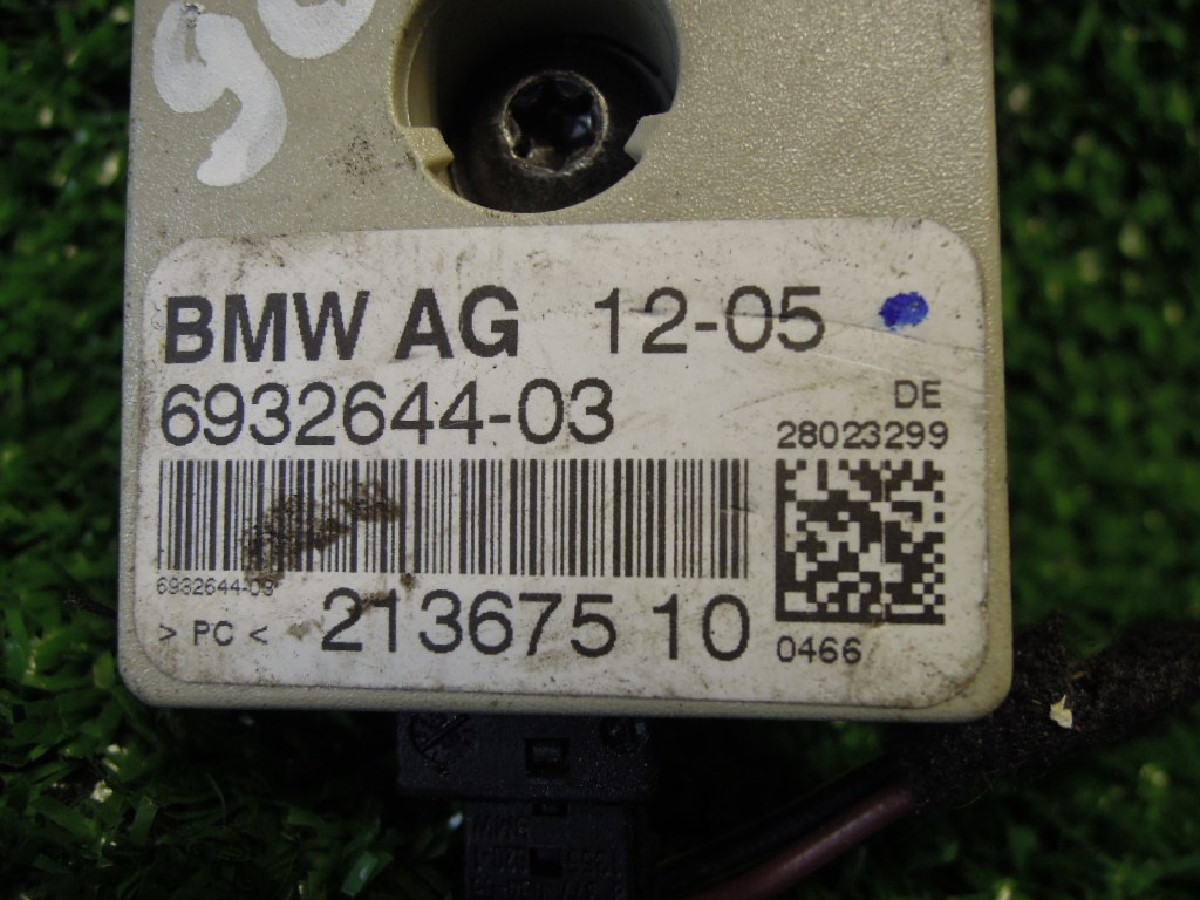 BMW AG 12-05
6932644-03
DE
28023299
6932644-03
> PC < 213675 10
0466